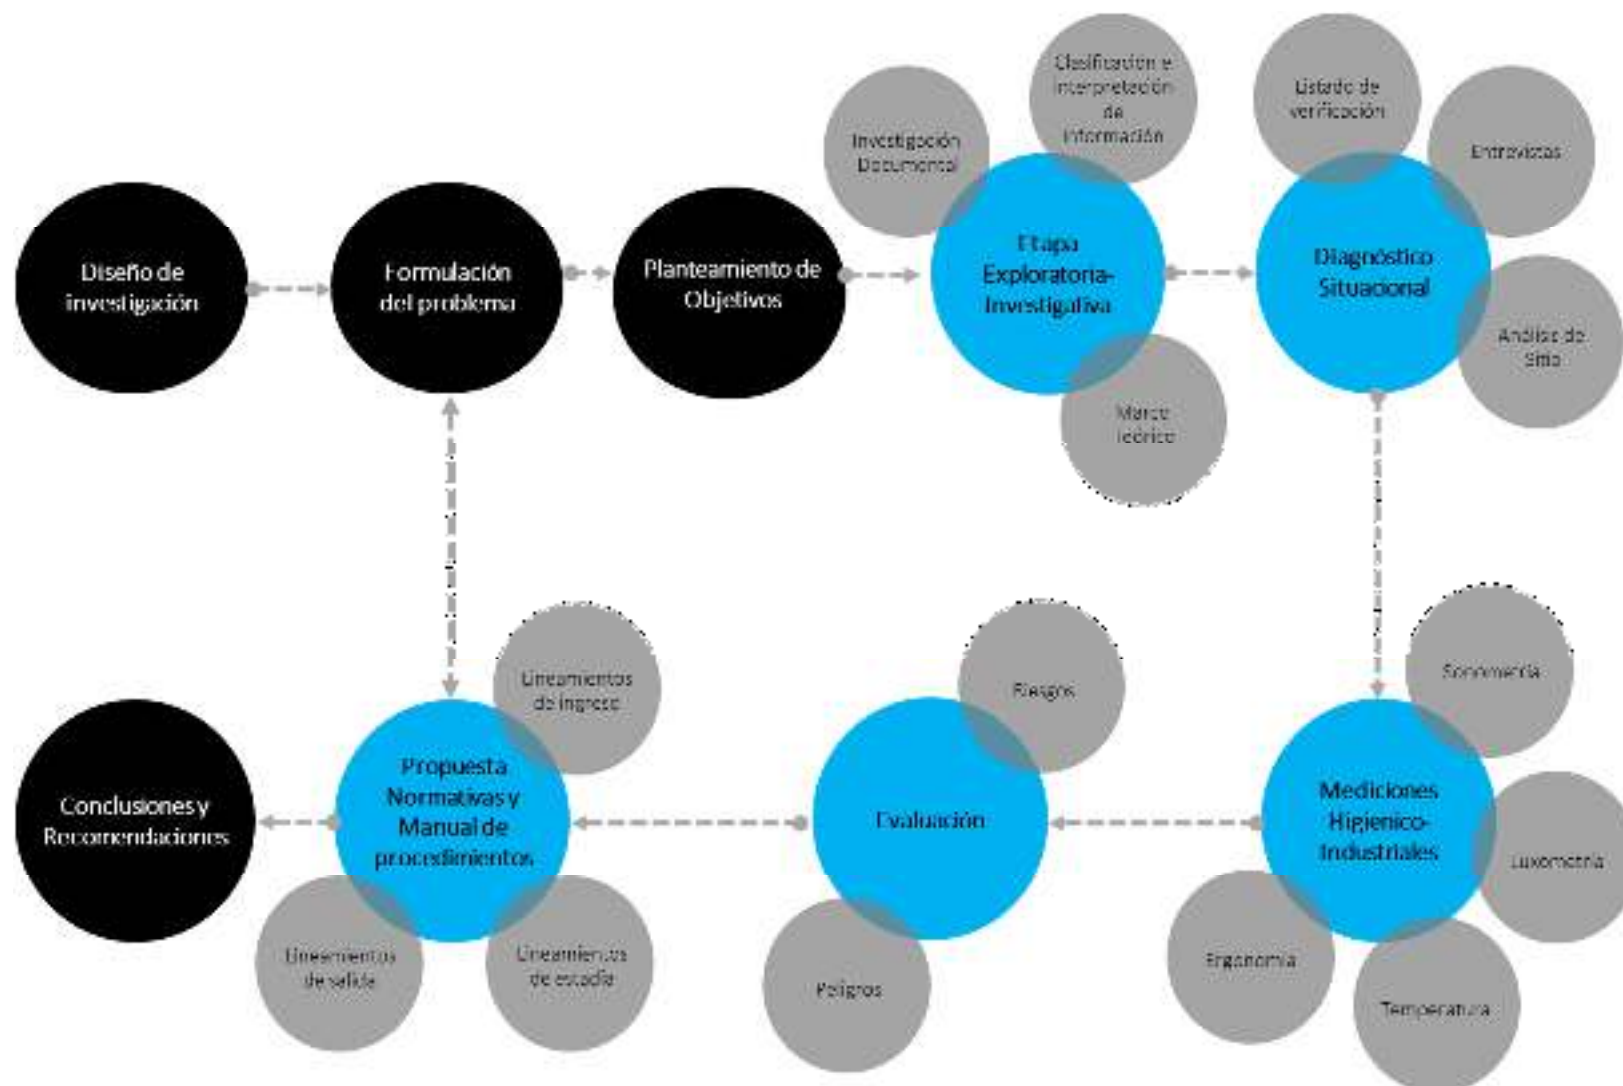 Clasificación e
interpretación
de
información
Investigación
Documental
Listado de
verificación
Entrevistas
Diseño de
investigación
Formulación
del problema
Planteamiento de
Objetivos
Etapa
Exploratoria-
Investigativa
Diagnóstico
Situacional
Análisis de
Sitio
Marco
Teórico
Lineamientos
de ingreso
Riesgos
Sonometría
Conclusiones y
Recomendaciones
Propuesta
Normativas y
Manual de
procedimientos
Evaluación
Mediciones
Higienico-
Industriales
Luxometría
Lineamientos
de salida
Lineamientos
de estadía
Peligros
Ergonomía
Temperatura